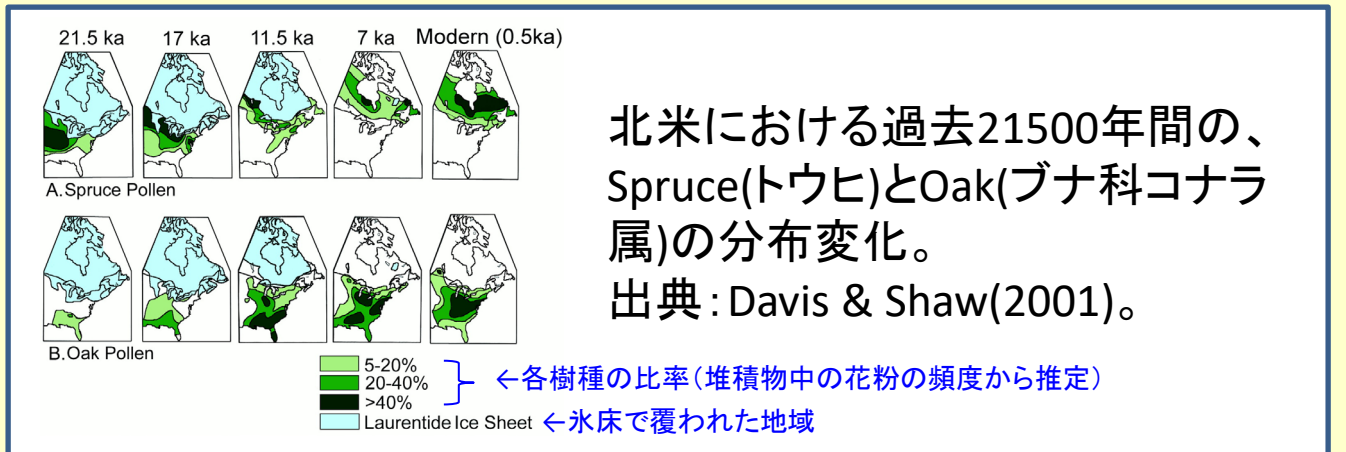 21.5 ka 17 ka 11.5 ka 7 ka Modern (0.5ka)
A.Spruce Pollen
B.Oak Pollen
5-20%
20-40%
>40%
Laurentide Ice Sheet
←各樹種の比率(堆積物中の花粉の頻度から推定)
←氷床で覆われた地域
北米における過去21500年間の、
Spruce(トウヒ)とOak(ブナ科コナラ
属)の分布変化。
出典：Davis & Shaw(2001)。